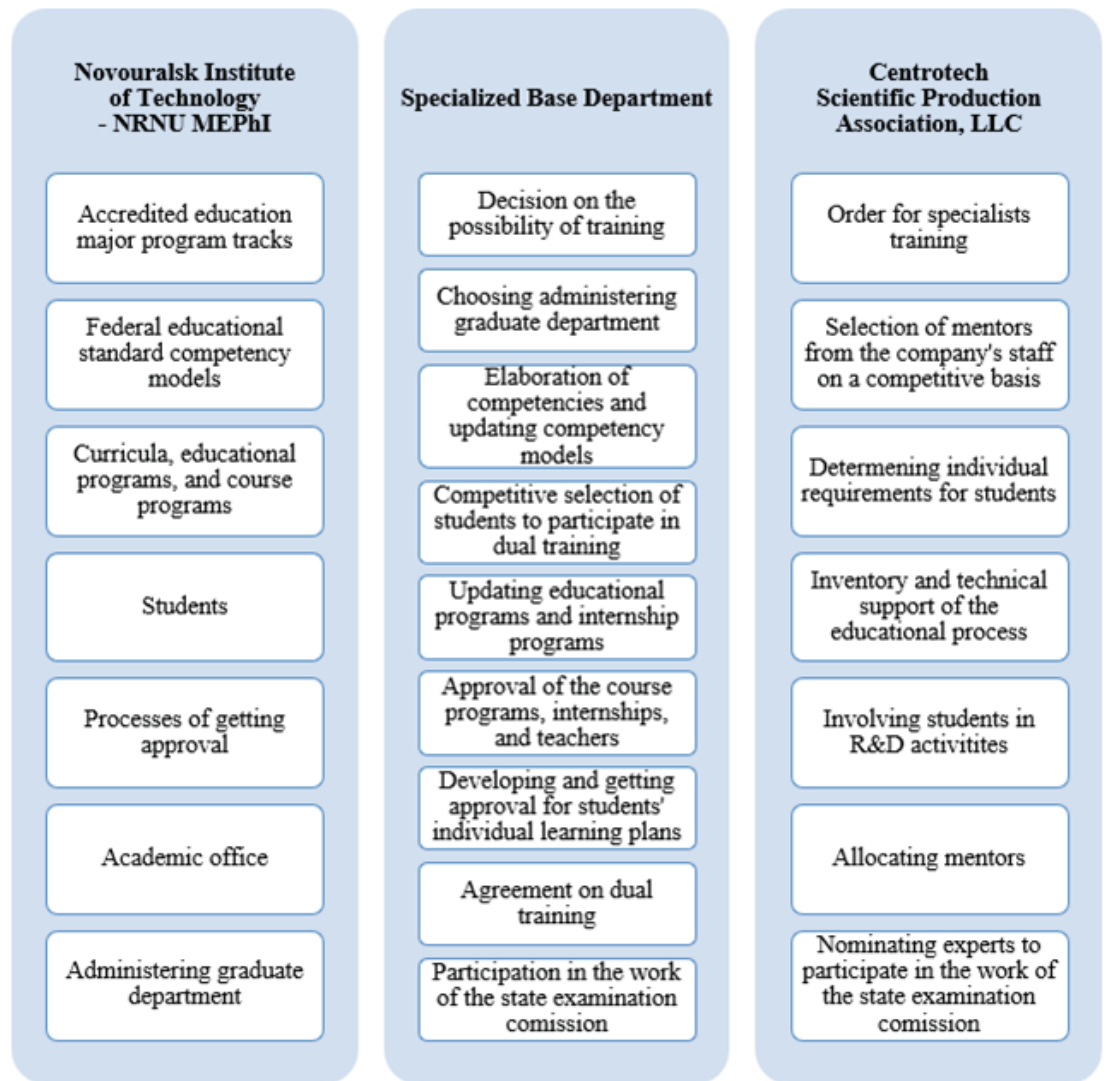 Novouralsk Institute
of Technology
- NRNU MEPhI
Accredited education
major program tracks
Federal educational
standard competency
models
Curricula, educational
programs, and course
programs
Students
Processes of getting
approval
Academic office
Administering graduate
department
Specialized Base Department
Decision on the
possibility of training
Choosing administering
graduate department
Elaboration of
competencies and
updating competency
models
Competitive selection of
students to participate in
dual training
Updating educational
programs and internship
programs
Approval of the course
programs, internships,
and teachers
Developing and getting
approval for students'
individual learning plans
Agreement on dual
training
Participation in the work
of the state examination
comission
Centrotech
Scientific Production
Association, LLC
Order for specialists
training
Selection of mentors
from the company's staff
on a competitive basis
Determening individual
requirements for students
Inventory and technical
support of the
educational process
Involving students in
R&D activitites
Allocating mentors
Nominating experts to
participate in the work of
the state examination
comission